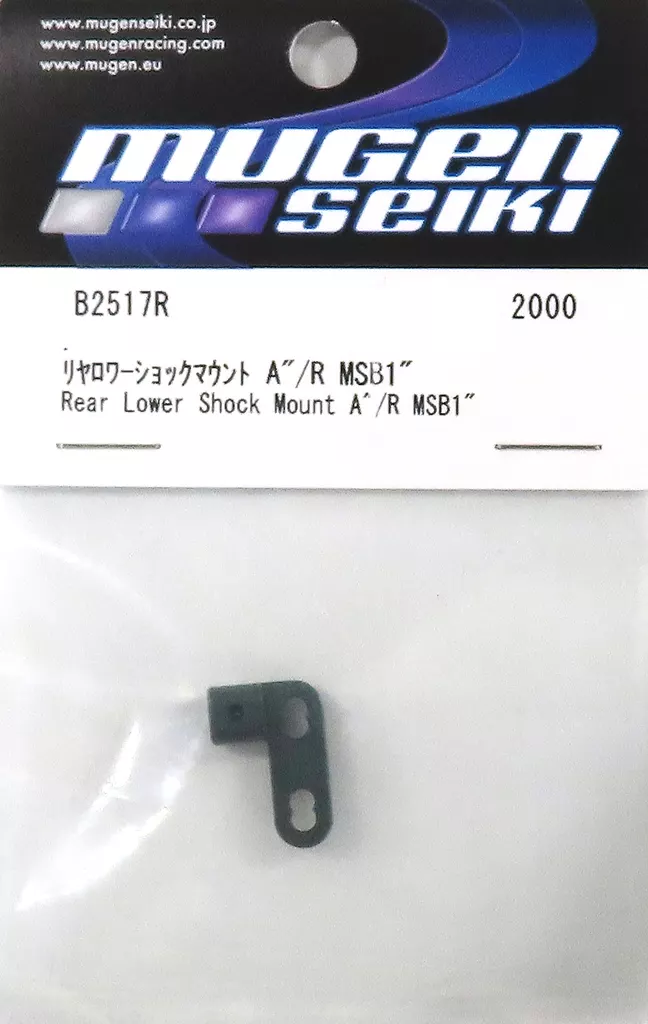 www.mugenseiki.co.jp
www.mugenracing.com
www.mugen.eu
mugen
seiki
B2517R 2000
リヤロワーショックマウント A"/R MSB1"
Rear Lower Shock Mount A"/R MSB1"